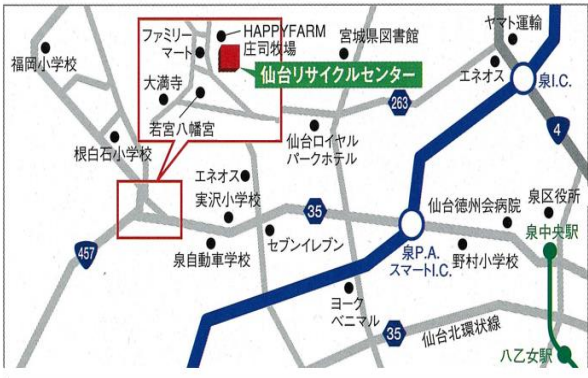 HAPPYFARM
庄司牧場
ファミリー
マート
宮城県図書館
ヤマト運輸
福岡小学校
エネオス
泉I.C.
仙台リサイクルセンター
大満寺
263
若宮八幡宮
仙台ロイヤル
パークホテル
4
根白石小学校
エネオス
実沢小学校
35
仙台徳州会病院
泉区役所
泉中央駅
457
泉自動車学校
セブンイレブン
泉P.A.
スマートI.C.
野村小学校
ヨーク
ベニマル
35
仙台北環状線
八乙女駅